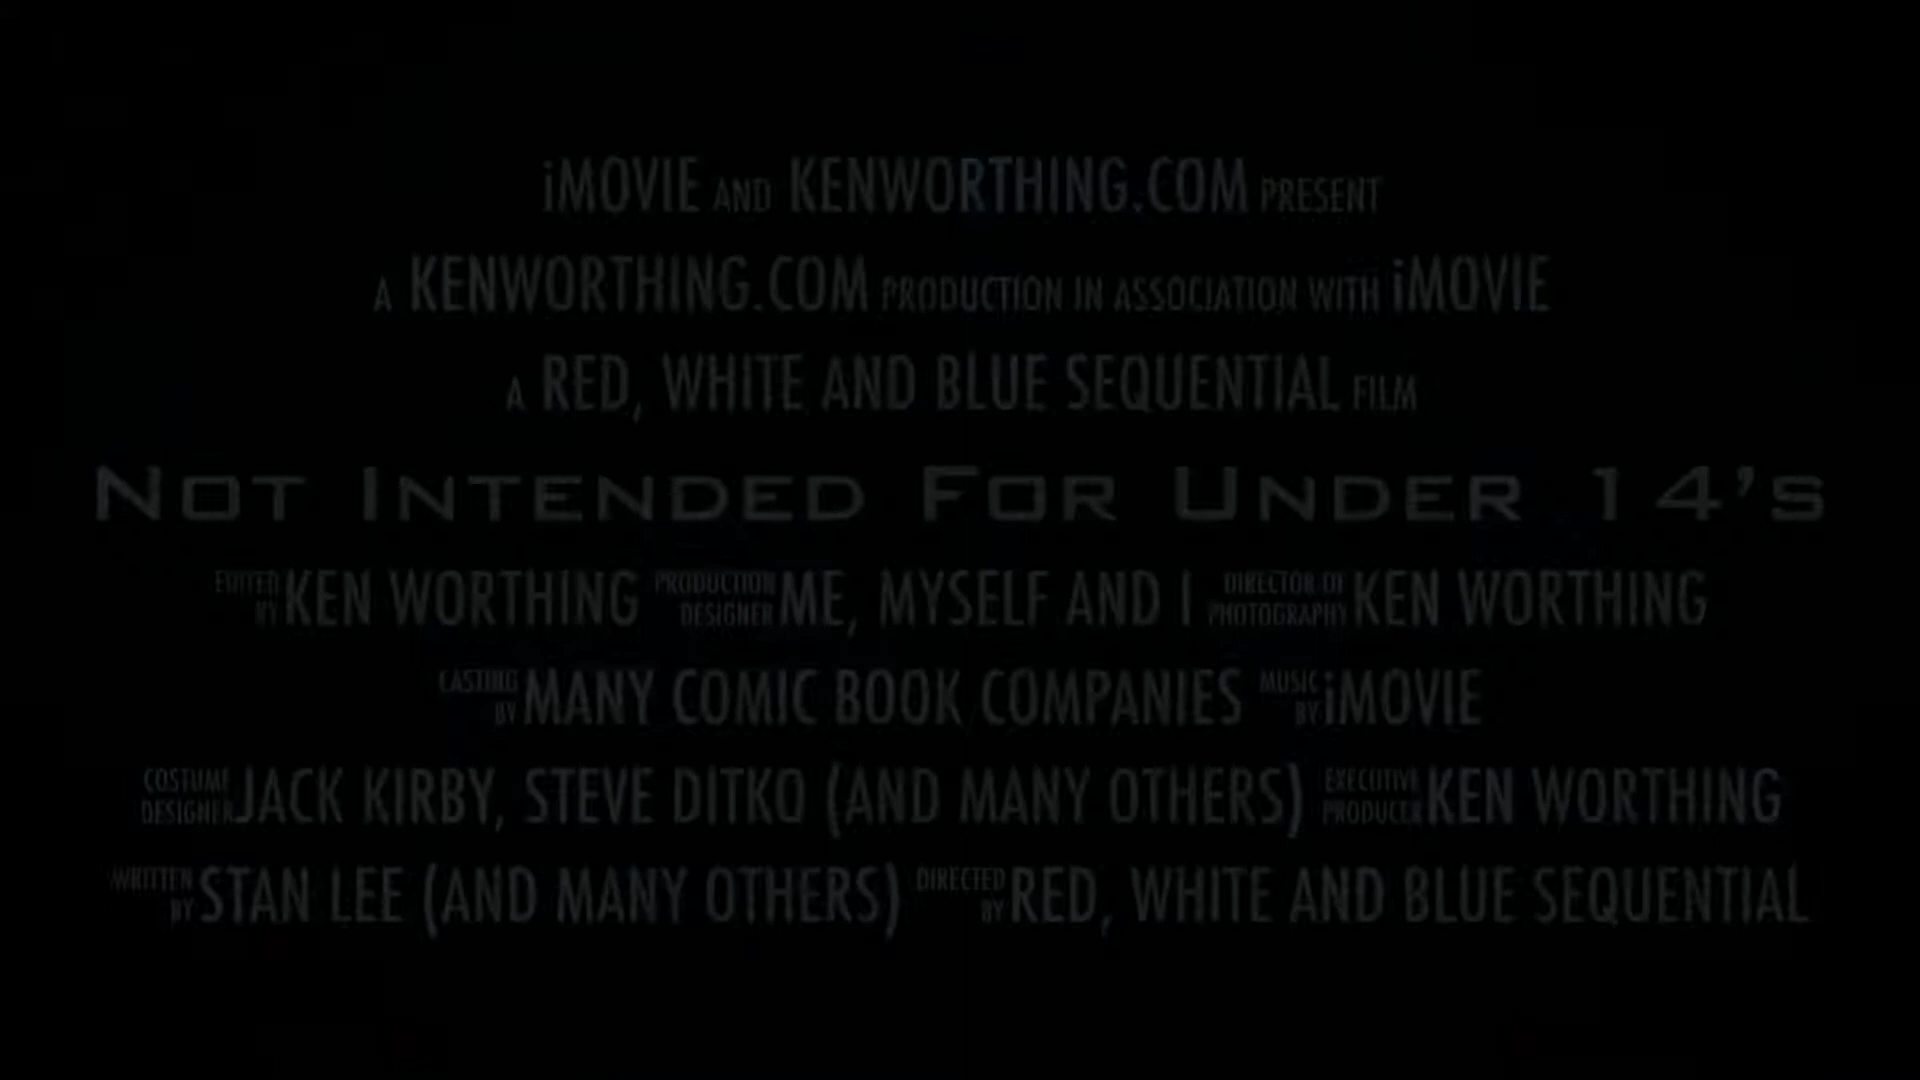 iMOVIE AND KENWORTHING.COM PRESENT
A KENWORTHING.COM PRODUCTION IN ASSOCIATION WITH iMOVIE
A RED, WHITE AND BLUE SEQUENTIAL FILM
NOT INTENDED FOR UNDER 14'S
EDITED BY KEN WORTHING PRODUCTION DESIGNER ME, MYSELF AND I DIRECTOR OF PHOTOGRAPHY KEN WORTHING
CASTING BY MANY COMIC BOOK COMPANIES MUSIC BY iMOVIE
COSTUME DESIGNER JACK KIRBY, STEVE DITKO (AND MANY OTHERS) EXECUTIVE PRODUCER KEN WORTHING
WRITTEN BY STAN LEE (AND MANY OTHERS) DIRECTED BY RED, WHITE AND BLUE SEQUENTIAL